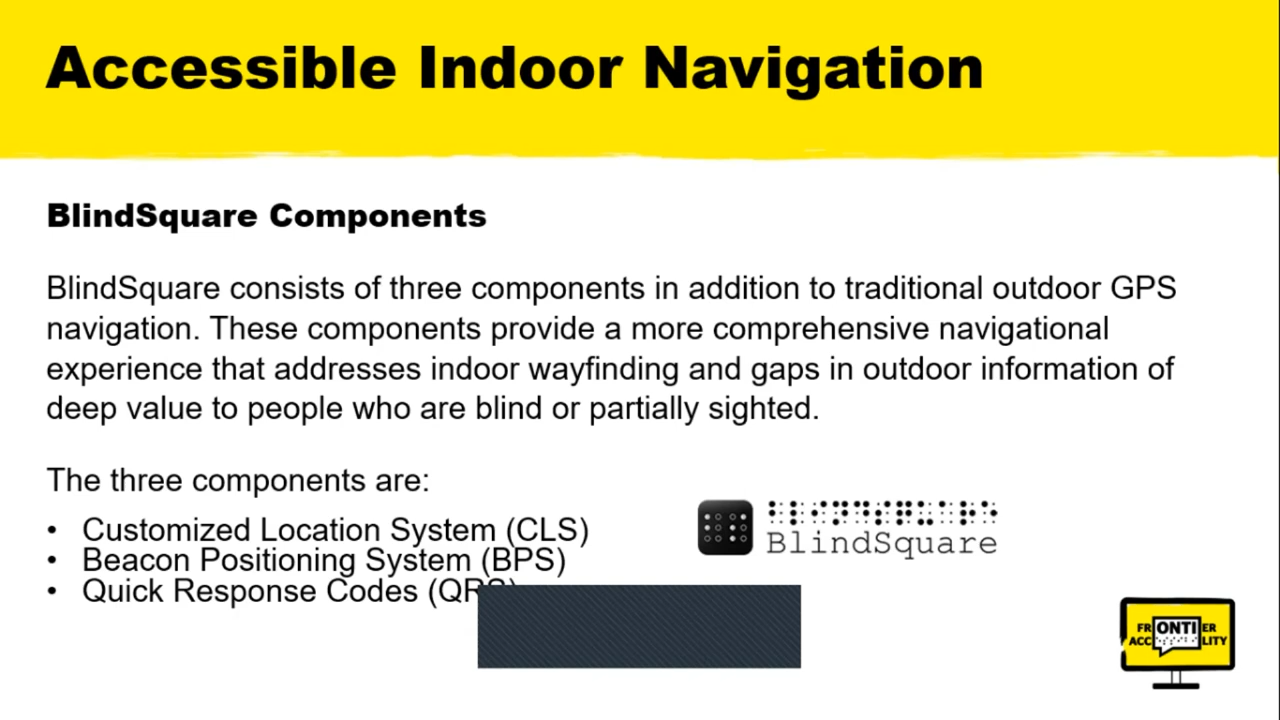 Accessible Indoor Navigation
BlindSquare Components
BlindSquare consists of three components in addition to traditional outdoor GPS
navigation. These components provide a more comprehensive navigational
experience that addresses indoor wayfinding and gaps in outdoor information of
deep value to people who are blind or partially sighted.
The three components are:
• Customized Location System (CLS)
• Beacon Positioning System (BPS)
• Quick Response Codes
BlindSquare
FRONTIER
ACC LITY